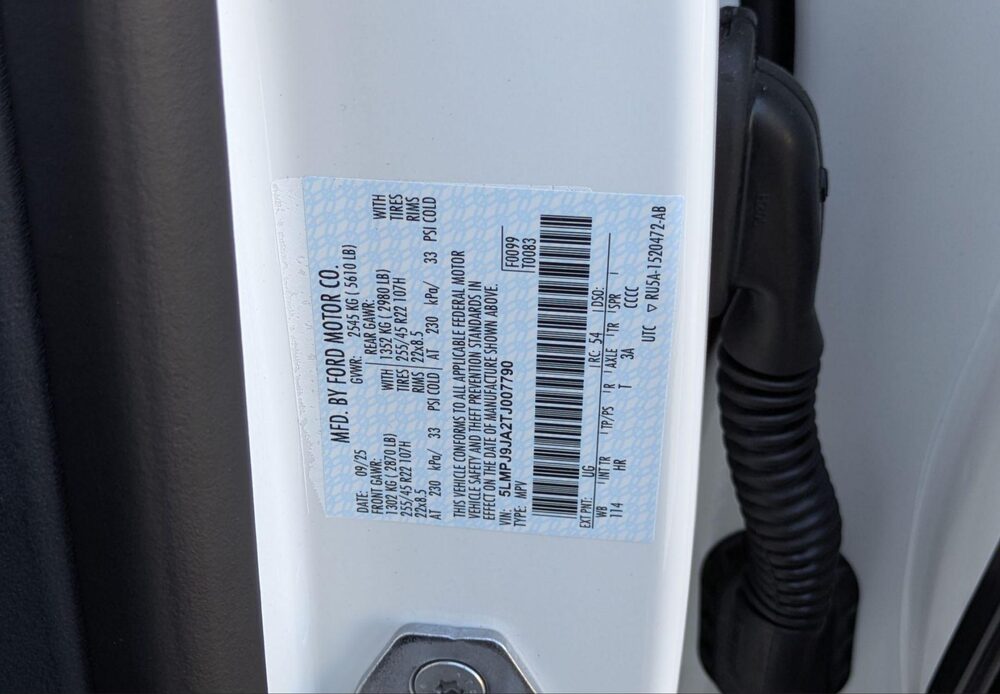 MFD. BY FORD MOTOR CO.
DATE: 09/25 GVWR: 2545 KG ( 5610 LB)
FRONT GAWR: REAR GAWR:
1302 KG ( 2870 LB) WITH 1352 KG ( 2980 LB) WITH
255/45 R22 107H TIRES 255/45 R22 107H TIRES
22x8.5 RIMS 22x8.5 RIMS
AT 230 kPa/ 33 PSI COLD AT 230 kPa/ 33 PSI COLD
THIS VEHICLE CONFORMS TO ALL APPLICABLE FEDERAL MOTOR
VEHICLE SAFETY AND THEFT PREVENTION STANDARDS IN
EFFECT ON THE DATE OF MANUFACTURE SHOWN ABOVE.
VIN: 5LMPJ9JA2TJ007790 F0099
TYPE: MPV T0083
EXT PNT: UG RC: 54 DSO:
WB INT TR TP/PS R AXLE TR SPR
114 HR T 3A CCCC
UTC ▽ RU5A-1520472-AB